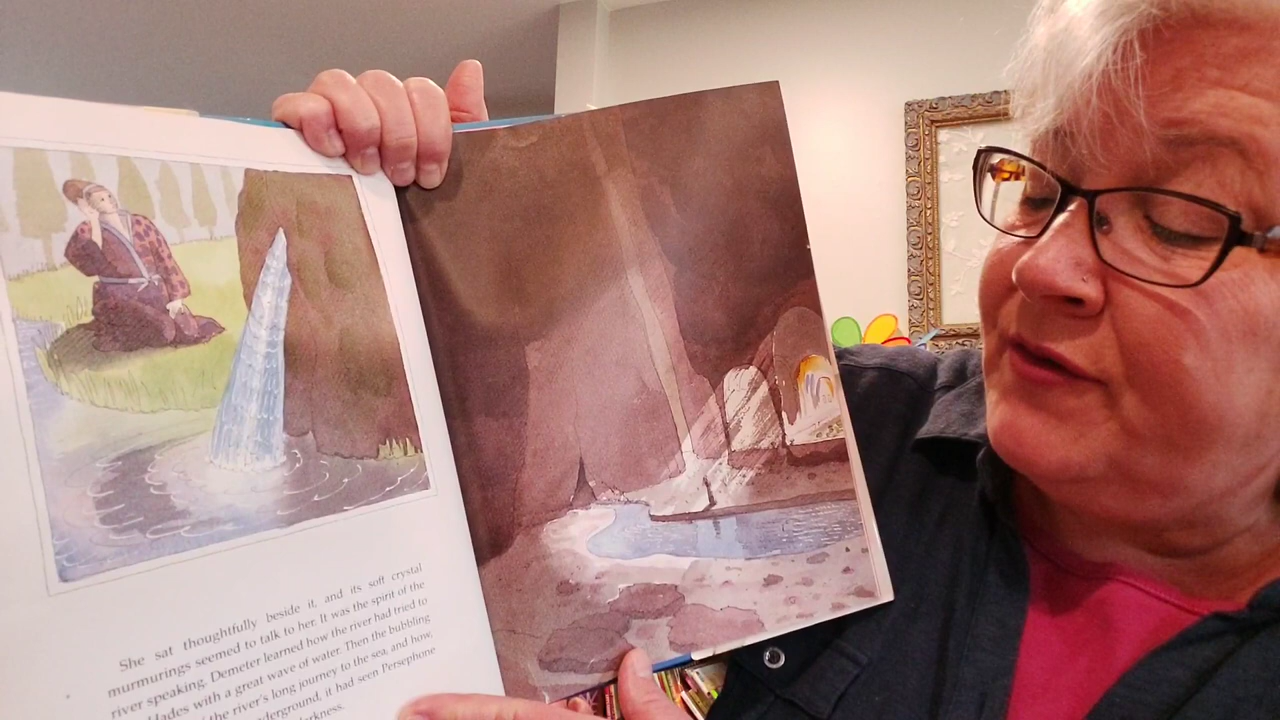 She sat thoughtfully beside it, and its soft crystal
murmurings seemed to talk to her. It was the spirit of the
river speaking. Demeter learned how the river had tried to
Hades with a great wave of water. Then the bubbling
of the river's long journey to the sea, and how,
underground, it had seen Persephone
darkness.